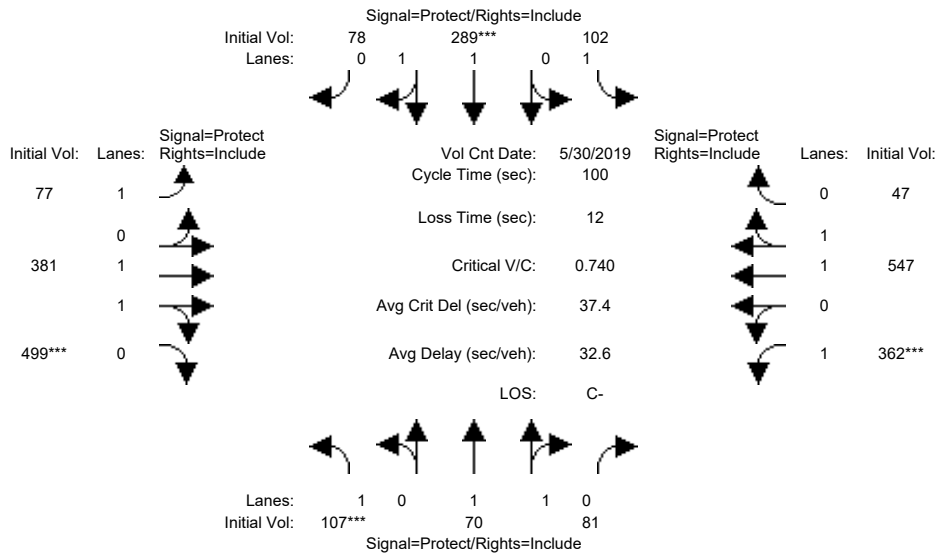 Signal=Protect/Rights=Include
Initial Vol: 78 289*** 102
Lanes: 0 1 1 0 1
Signal=Protect Signal=Protect
Initial Vol: Lanes: Rights=Include Vol Cnt Date: 5/30/2019 Rights=Include Lanes: Initial Vol:
Cycle Time (sec): 100
77 1 0 47
Loss Time (sec): 12
0 1
381 1 Critical V/C: 0.740 1 547
1 Avg Crit Del (sec/veh): 37.4 0
499*** 0 Avg Delay (sec/veh): 32.6 1 362***
LOS: C-
Lanes: 1 0 1 1 0
Initial Vol: 107*** 70 81
Signal=Protect/Rights=Include